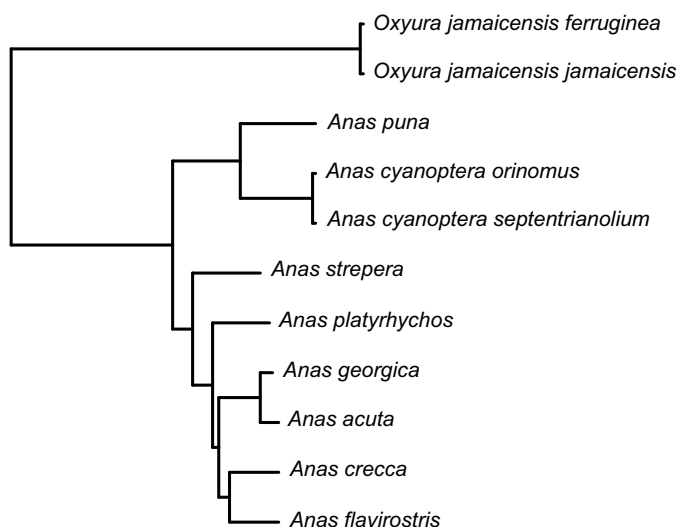 Oxyura jamaicensis ferruginea
Oxyura jamaicensis jamaicensis
Anas puna
Anas cyanoptera orinomus
Anas cyanoptera septentrianolium
Anas strepera
Anas platyrhychos
Anas georgica
Anas acuta
Anas crecca
Anas flavirostris